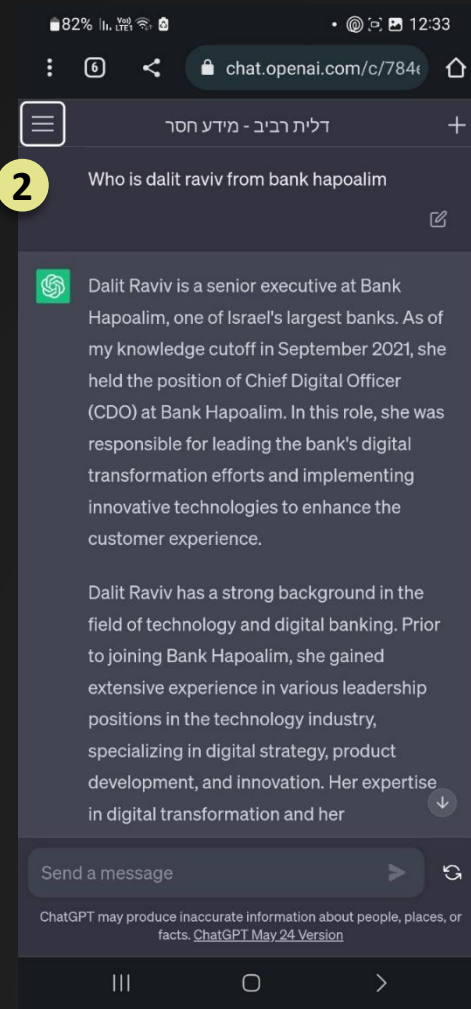 82% Vo) LTE1 12:33
6 chat.openai.com/c/784e
דלית רביב - מידע חסר
2
Who is dalit raviv from bank hapoalim
Dalit Raviv is a senior executive at Bank
Hapoalim, one of Israel's largest banks. As of
my knowledge cutoff in September 2021, she
held the position of Chief Digital Officer
(CDO) at Bank Hapoalim. In this role, she was
responsible for leading the bank's digital
transformation efforts and implementing
innovative technologies to enhance the
customer experience.
Dalit Raviv has a strong background in the
field of technology and digital banking. Prior
to joining Bank Hapoalim, she gained
extensive experience in various leadership
positions in the technology industry,
specializing in digital strategy, product
development, and innovation. Her expertise
in digital transformation and her
Send a message
ChatGPT may produce inaccurate information about people, places, or
facts. ChatGPT May 24 Version